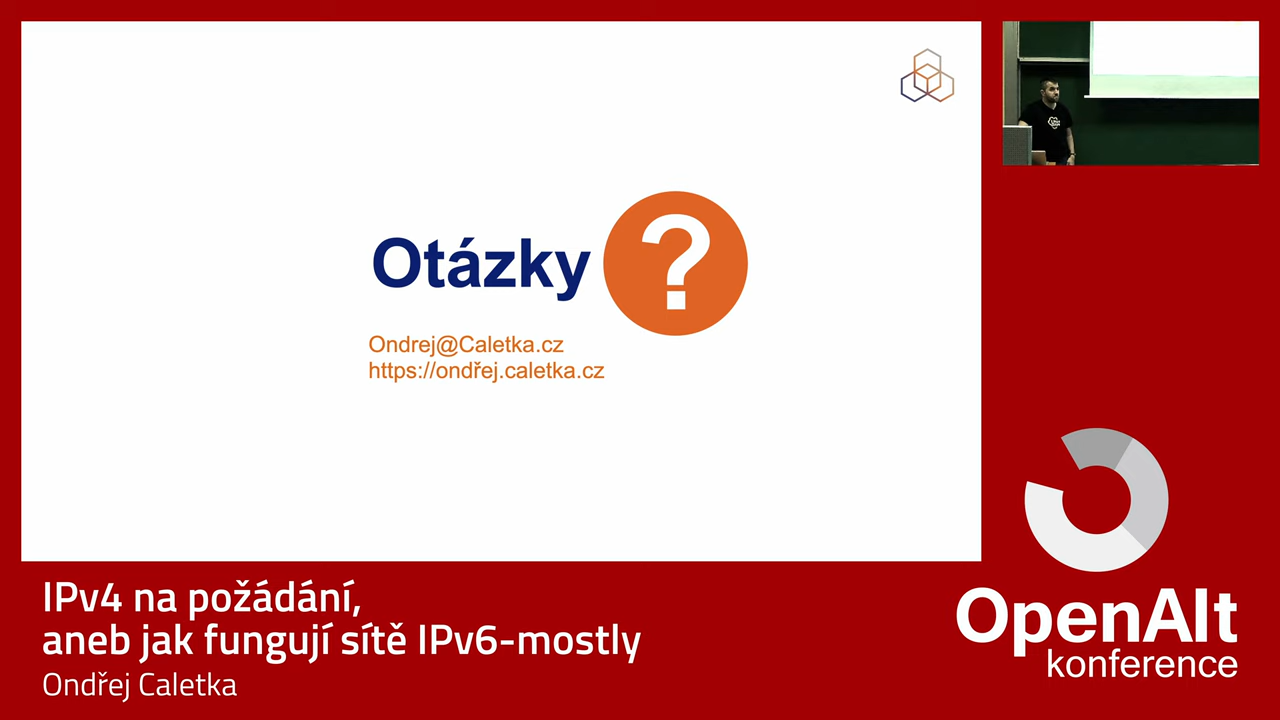 Otázky ?
Ondrej@Caletka.cz
https://ondřej.caletka.cz
IPv4 na požádání,
aneb jak fungují sítě IPv6-mostly
Ondřej Caletka
OpenAlt
konference